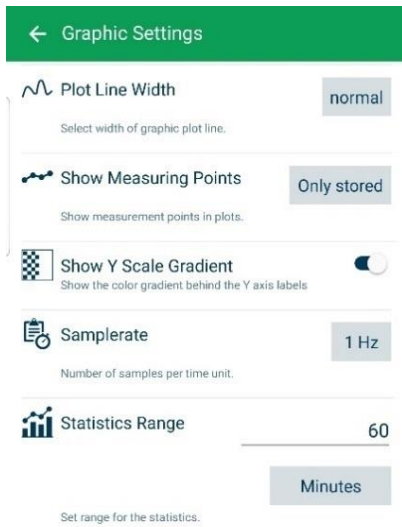 Graphic Settings
Plot Line Width
normal
Select width of graphic plot line.
Show Measuring Points
Only stored
Show measurement points in plots.
Show Y Scale Gradient
Show the color gradient behind the Y axis labels
Samplerate
1 Hz
Number of samples per time unit.
Statistics Range
60
Minutes
Set range for the statistics.